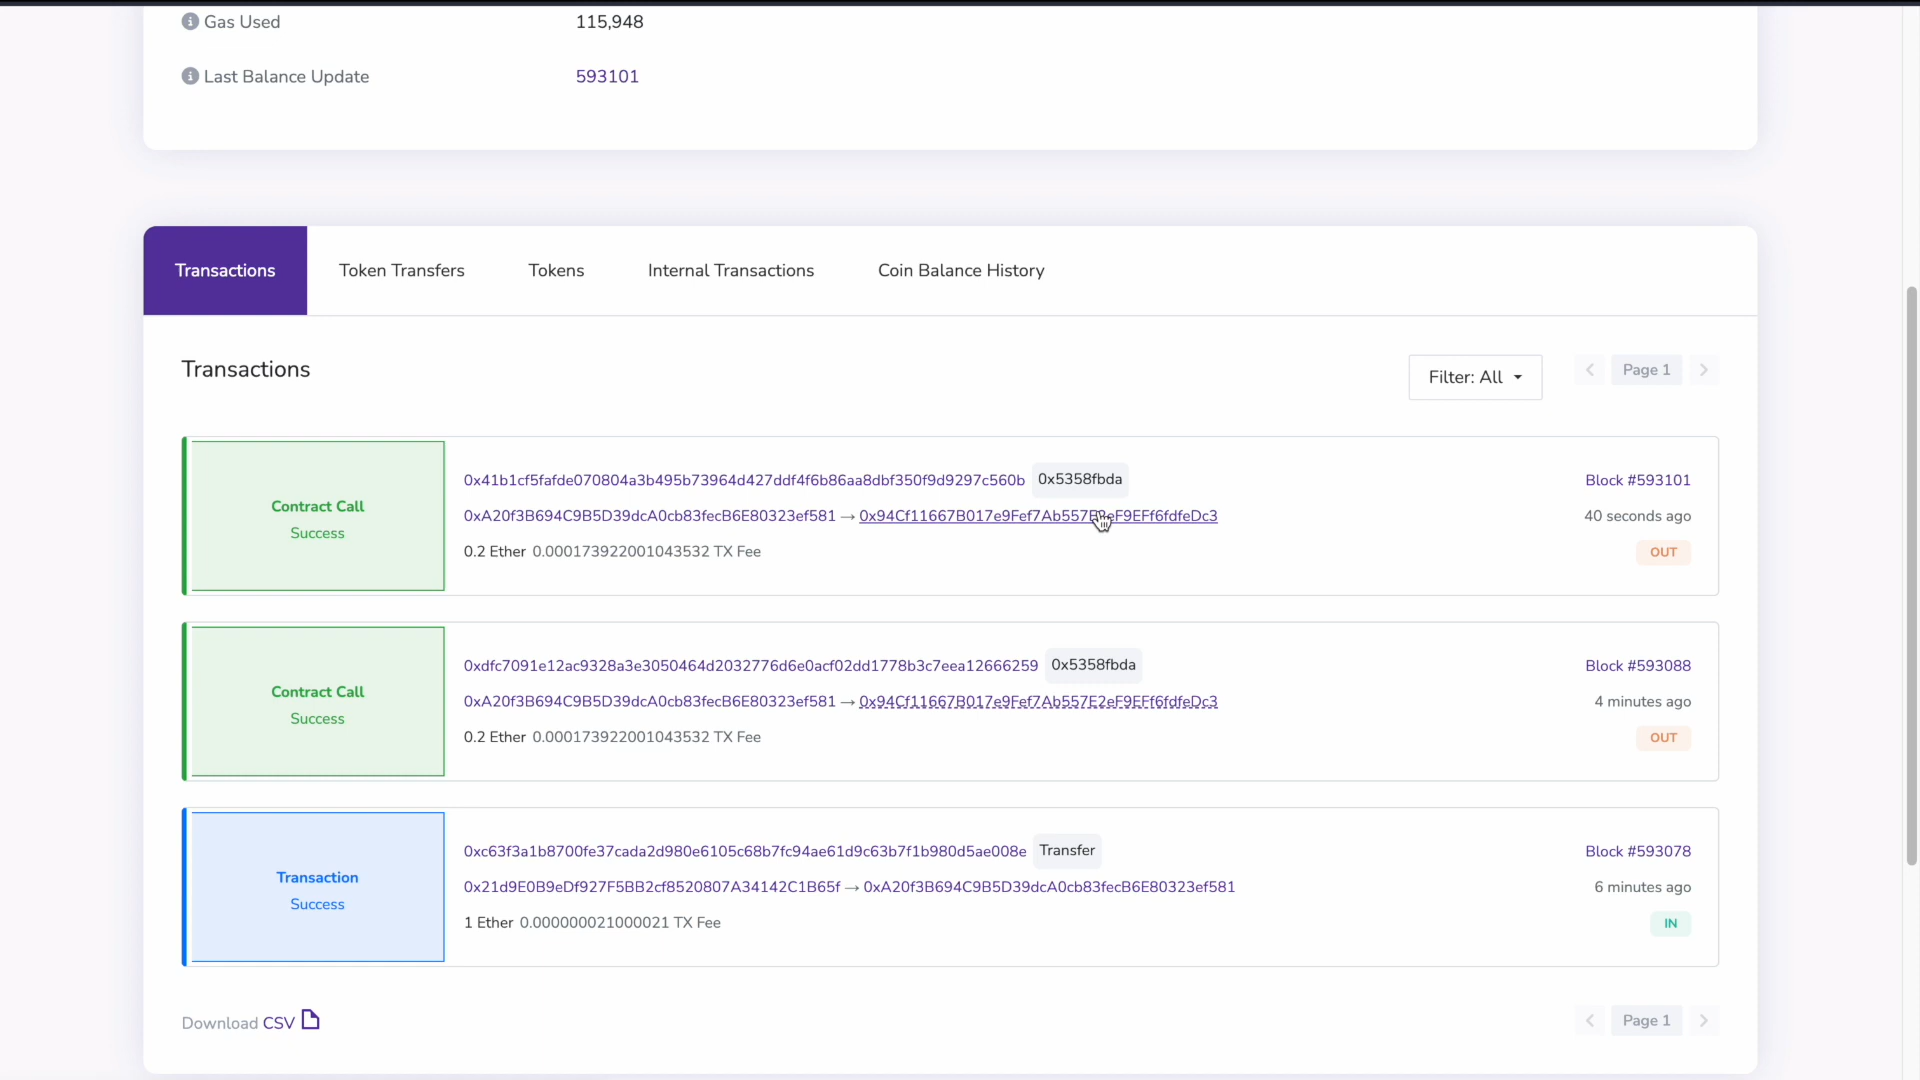 Gas Used 115,948
Last Balance Update 593101
Transactions Token Transfers Tokens Internal Transactions Coin Balance History
Transactions Filter: All Page 1
0x41b1cf5fafde070804a3b495b73964d427ddf4f6b86aa8dbf350f9d9297c560b 0x5358fbda Block #593101
Contract Call
0xA20f3B694C9B5D39dcA0cb83fecB6E80323ef581 → 0x94Cf11667B017e9Fef7Ab557E2eF9EFf6fdfeDc3 40 seconds ago
Success
0.2 Ether 0.000173922001043532 TX Fee OUT
0xdfc7091e12ac9328a3e3050464d2032776d6e0acf02dd1778b3c7eea12666259 0x5358fbda Block #593088
Contract Call
0xA20f3B694C9B5D39dcA0cb83fecB6E80323ef581 → 0x94Cf11667B017e9Fef7Ab557E2eF9EFf6fdfeDc3 4 minutes ago
Success
0.2 Ether 0.000173922001043532 TX Fee OUT
0xc63f3a1b8700fe37cada2d980e6105c68b7fc94ae61d9c63b7f1b980d5ae008e Transfer Block #593078
Transaction
0x21d9E0B9eDf927F5BB2cf8520807A34142C1B65f → 0xA20f3B694C9B5D39dcA0cb83fecB6E80323ef581 6 minutes ago
Success
1 Ether 0.000000021000021 TX Fee IN
Download CSV Page 1